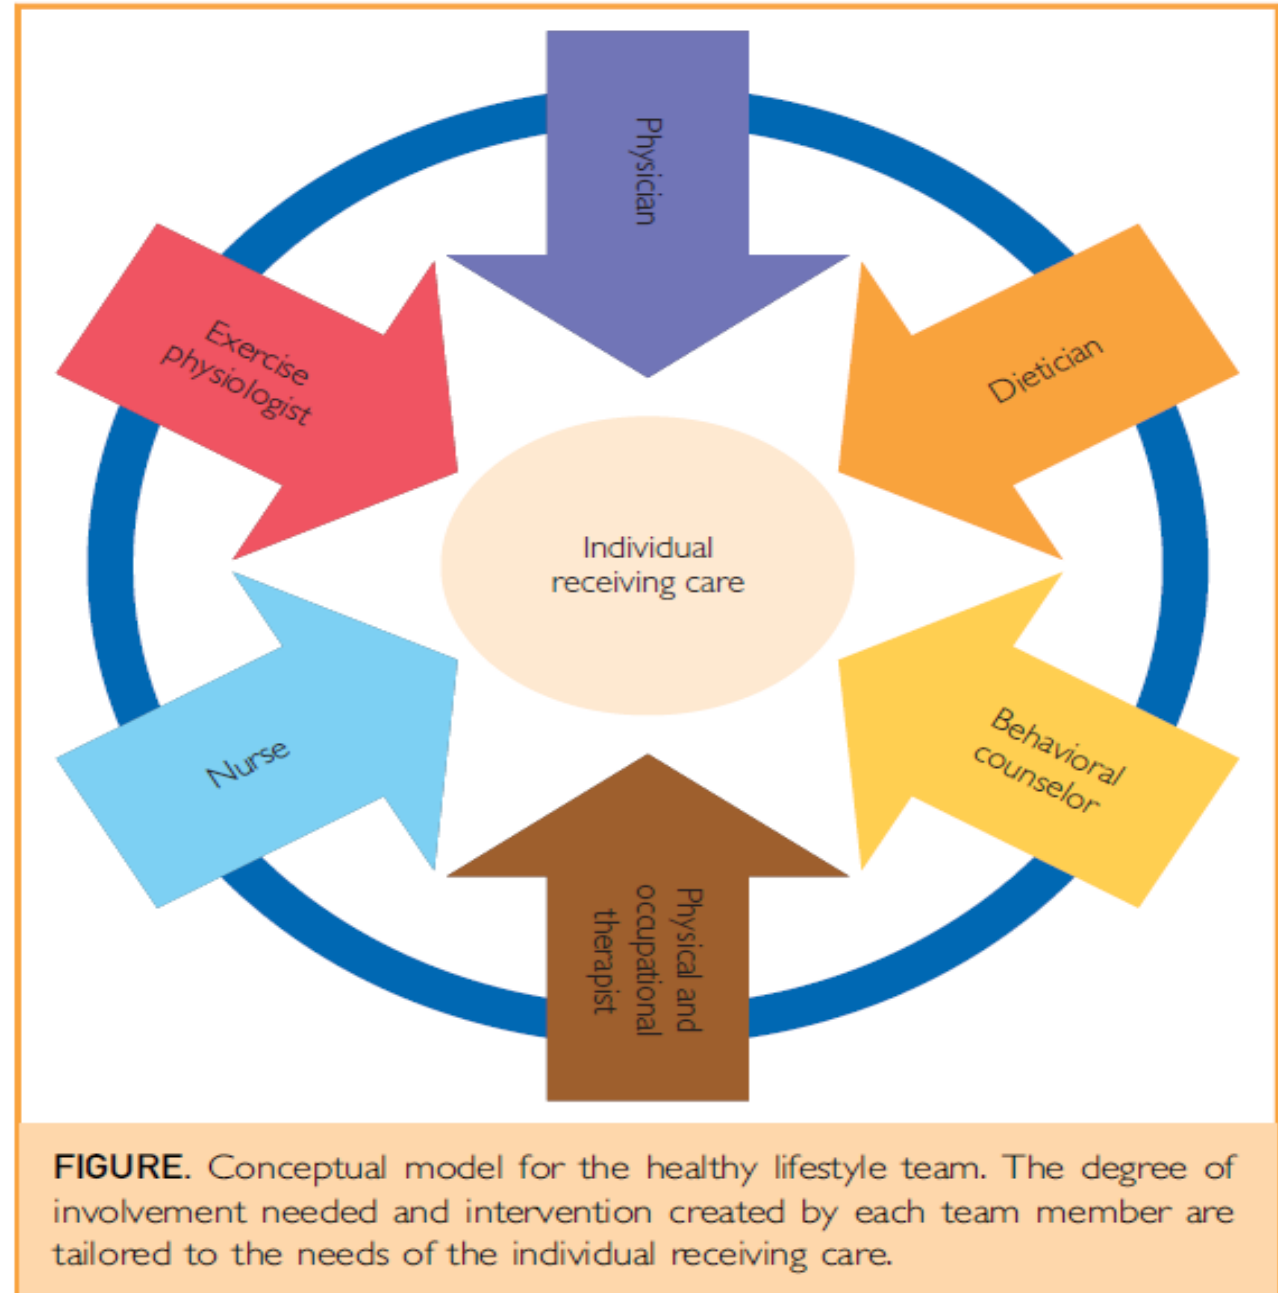 Physician
Exercise
physiologist
Dietician
Individual
receiving care
Nurse
Behavioral
counselor
Physical and
occupational
therapist
FIGURE. Conceptual model for the healthy lifestyle team. The degree of
involvement needed and intervention created by each team member are
tailored to the needs of the individual receiving care.